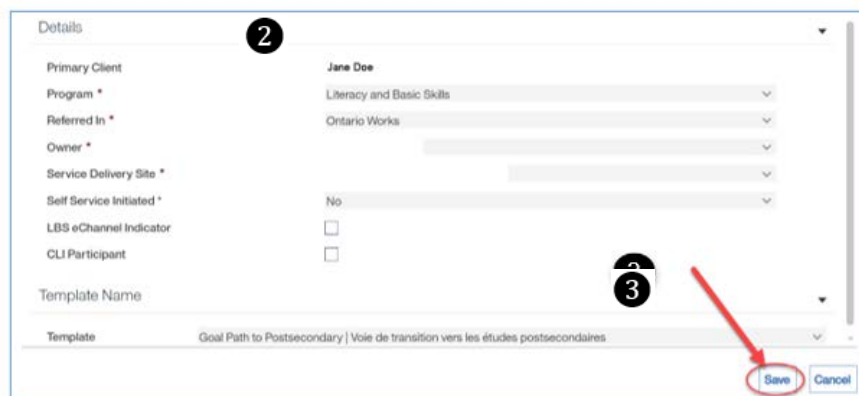 Details
2
Primary Client Jane Doe
Program * Literacy and Basic Skills
Referred In * Ontario Works
Owner *
Service Delivery Site *
Self Service Initiated * No
LBS eChannel Indicator
CLI Participant
3
Template Name
Template Goal Path to Postsecondary | Voie de transition vers les études postsecondaires
Save Cancel